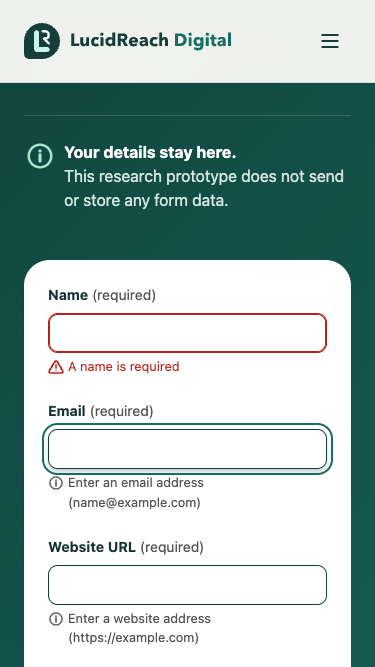 LucidReach Digital
Your details stay here.
This research prototype does not send
or store any form data.
Name (required)
A name is required
Email (required)
Enter an email address
(name@example.com)
Website URL (required)
Enter a website address
(https://example.com)